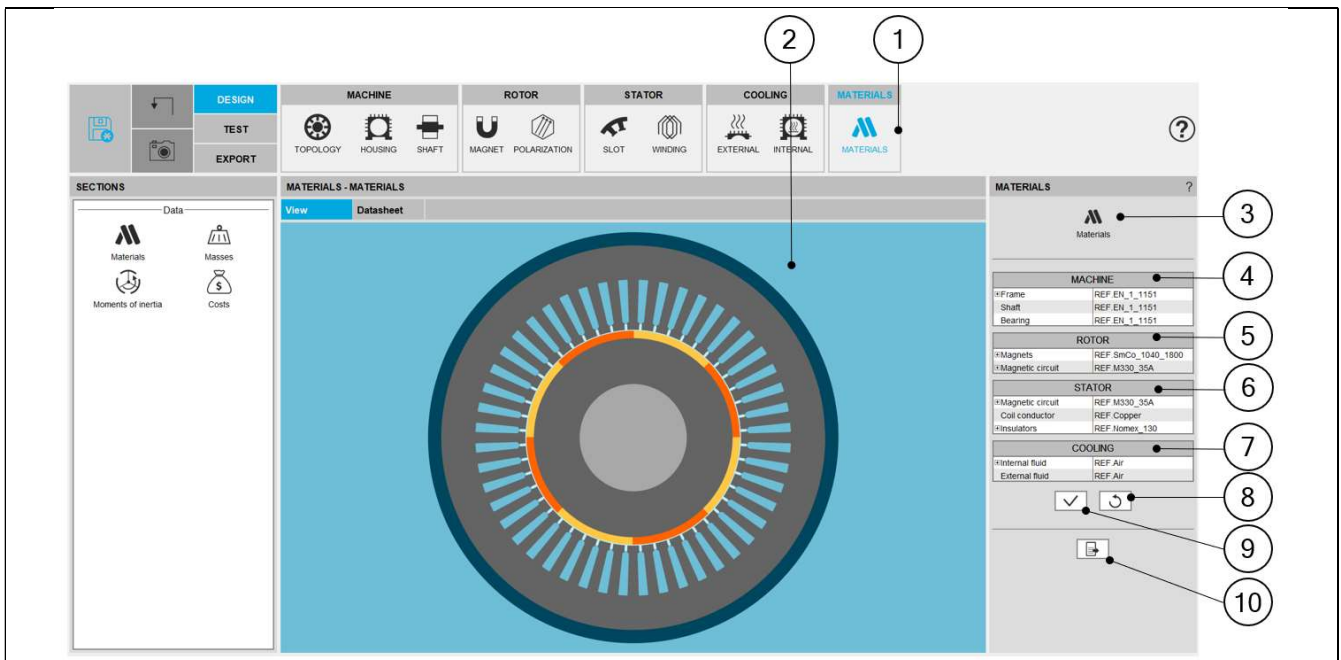 2
1
DESIGN
TEST
EXPORT
MACHINE
TOPOLOGY
HOUSING
SHAFT
ROTOR
MAGNET
POLARIZATION
STATOR
SLOT
WINDING
COOLING
EXTERNAL
INTERNAL
MATERIALS
MATERIALS
?
SECTIONS
Data
Materials
Masses
Moments of inertia
$
Costs
MATERIALS - MATERIALS
View
Datasheet
MATERIALS
?
Materials
3
MACHINE
4
Frame REF.EN_1_1151
Shaft REF.EN_1_1151
Bearing REF.EN_1_1151
ROTOR
5
Magnets REF.SmCo_1040_1800
Magnetic circuit REF.M330_35A
STATOR
6
Magnetic circuit REF.M330_35A
Coil conductor REF.Copper
Insulators REF.Nomex_130
COOLING
7
Internal fluid REF.Air
External fluid REF.Air
8
9
10